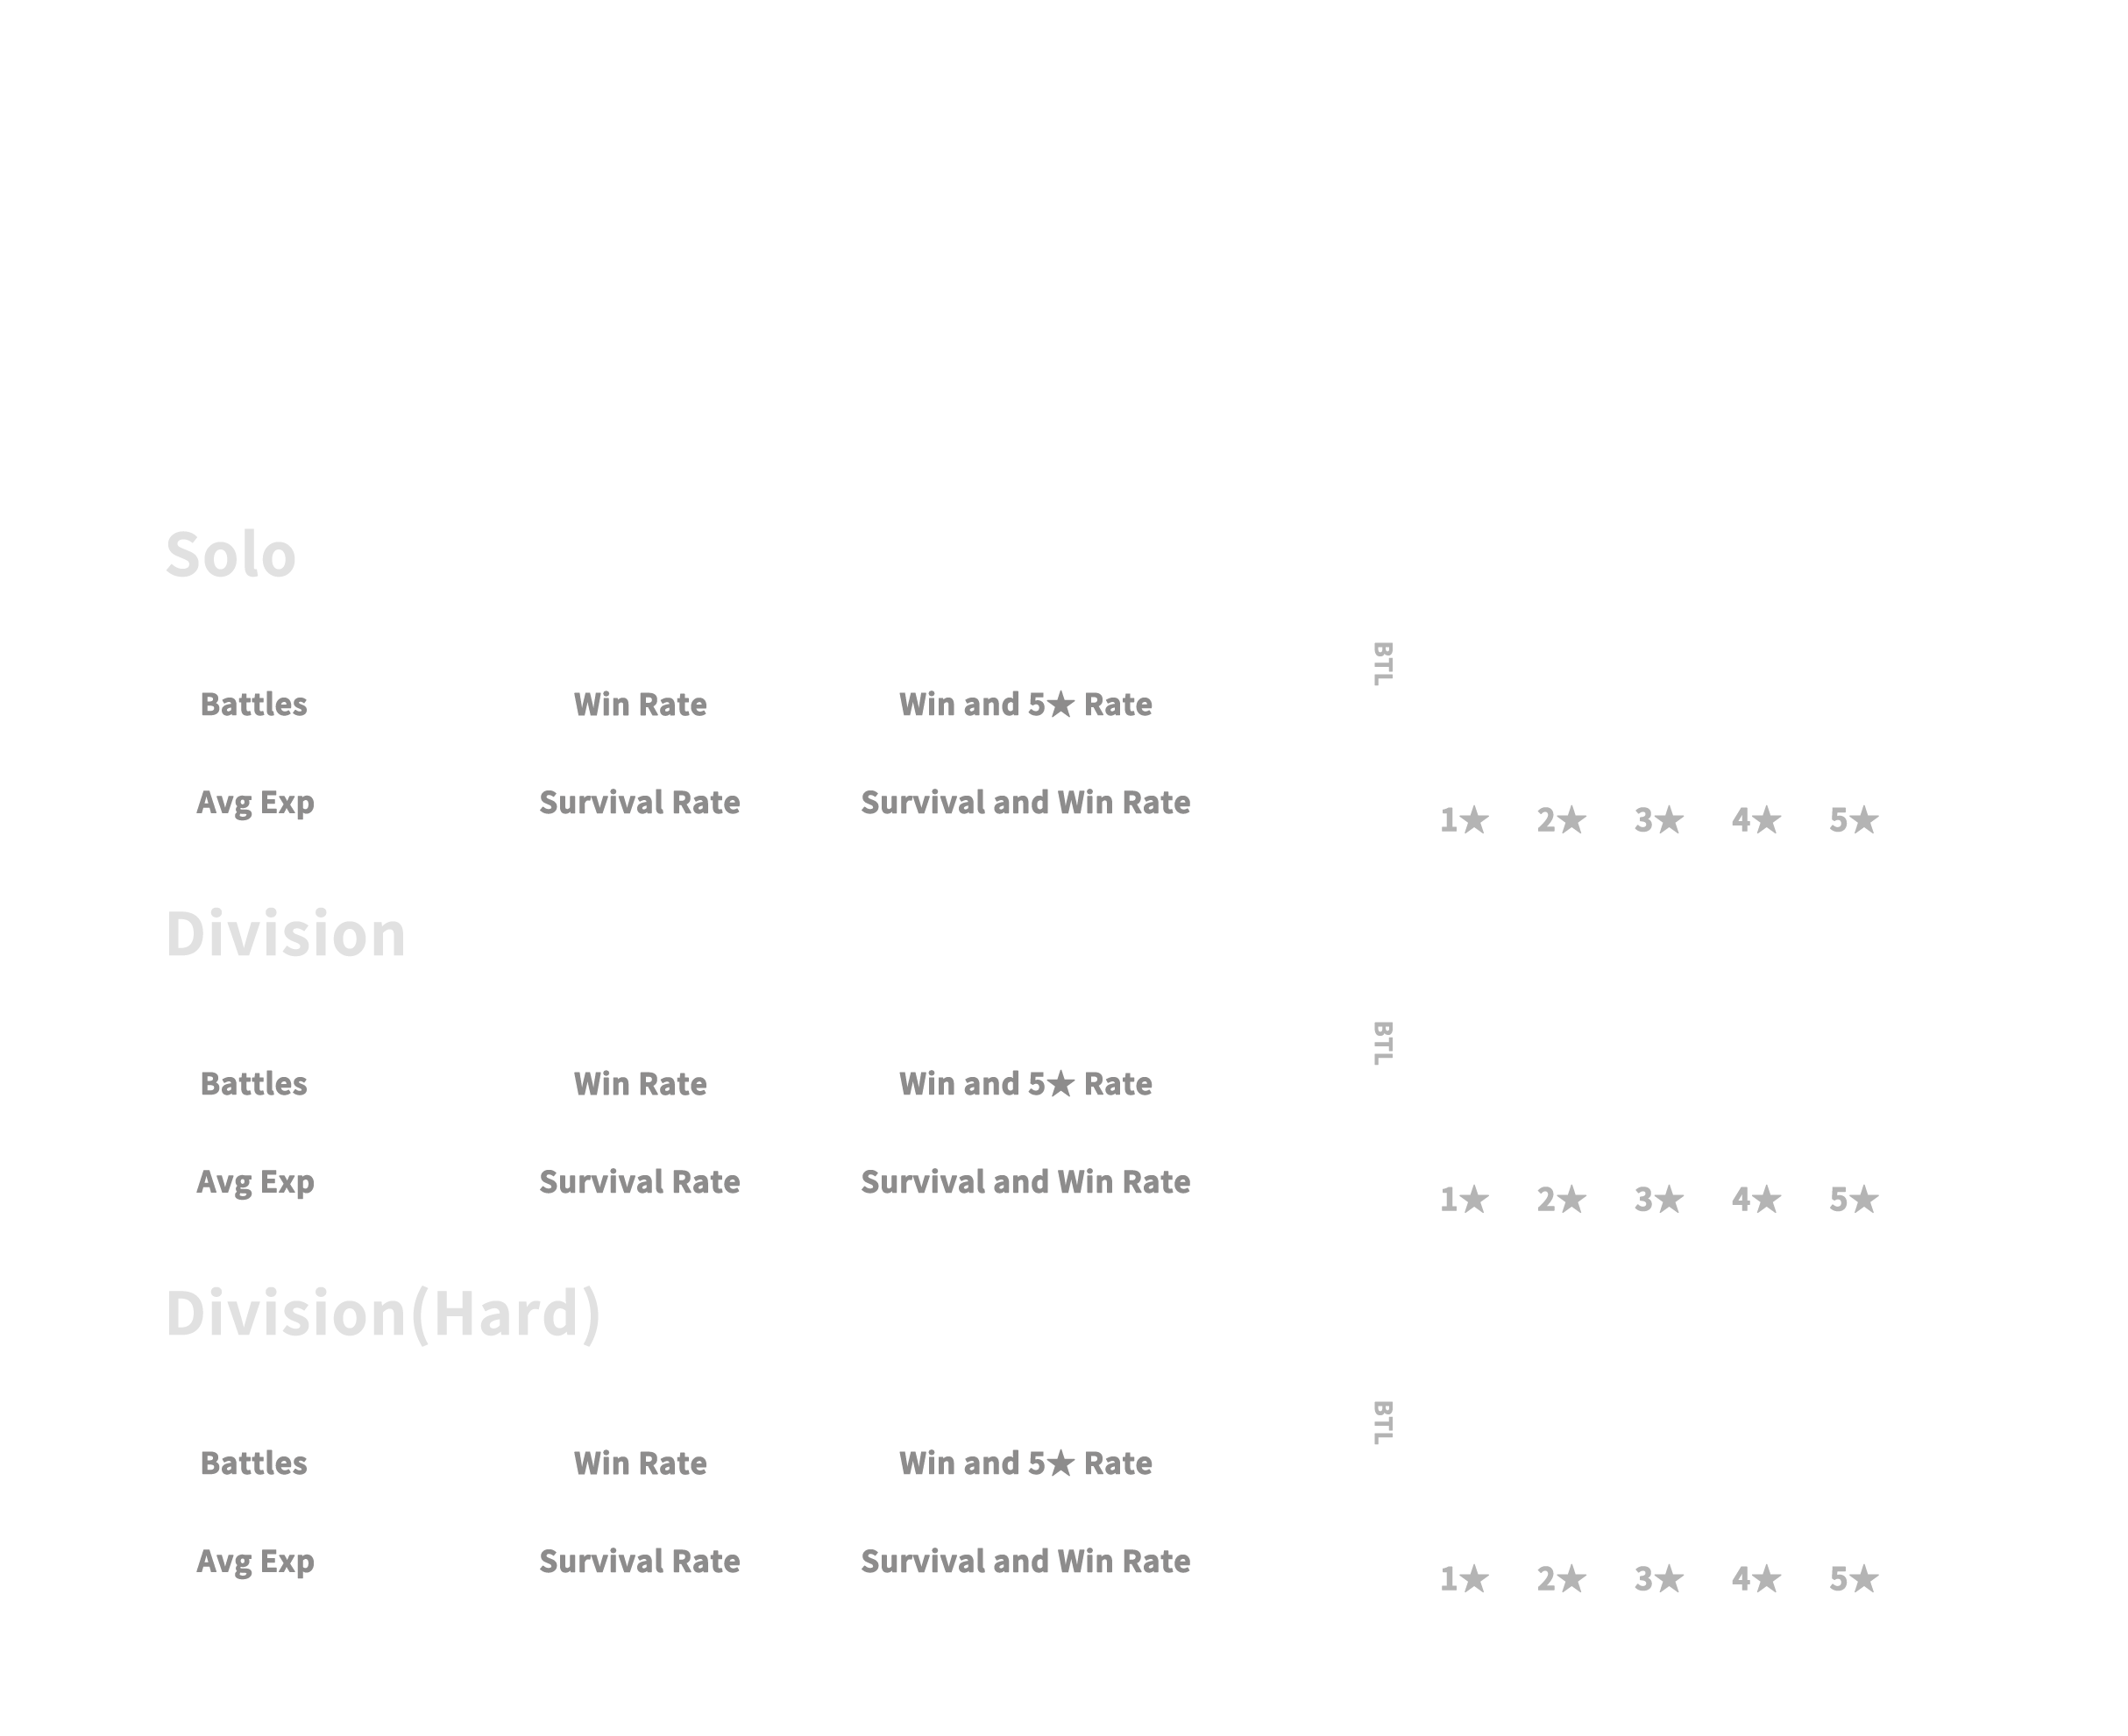 Solo
BTL
Battles Win Rate Win and 5★ Rate
Avg Exp Survival Rate Survival and Win Rate
1★ 2★ 3★ 4★ 5★
Division
BTL
Battles Win Rate Win and 5★ Rate
Avg Exp Survival Rate Survival and Win Rate
1★ 2★ 3★ 4★ 5★
Division(Hard)
BTL
Battles Win Rate Win and 5★ Rate
Avg Exp Survival Rate Survival and Win Rate
1★ 2★ 3★ 4★ 5★